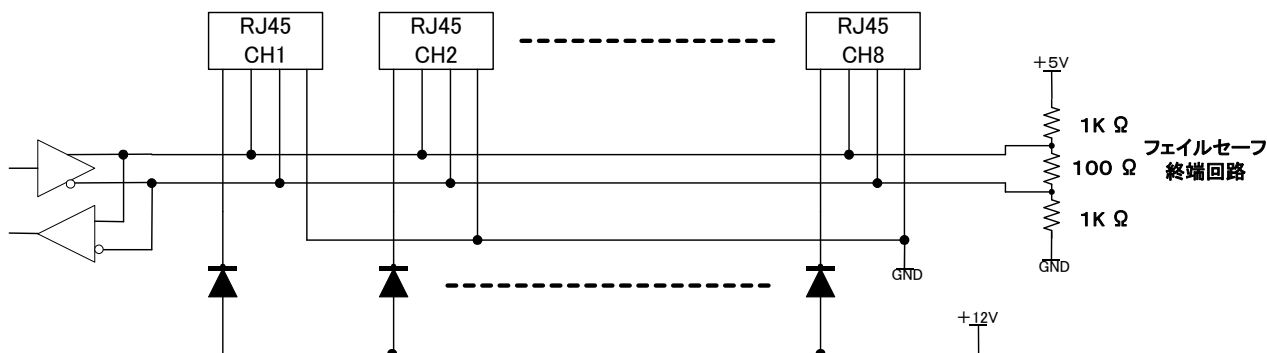 RJ45
CH1
RJ45
CH2
RJ45
CH8
+5V
1K Ω
フェイルセーフ
終端回路
100 Ω
1K Ω
GND
GND
+12V